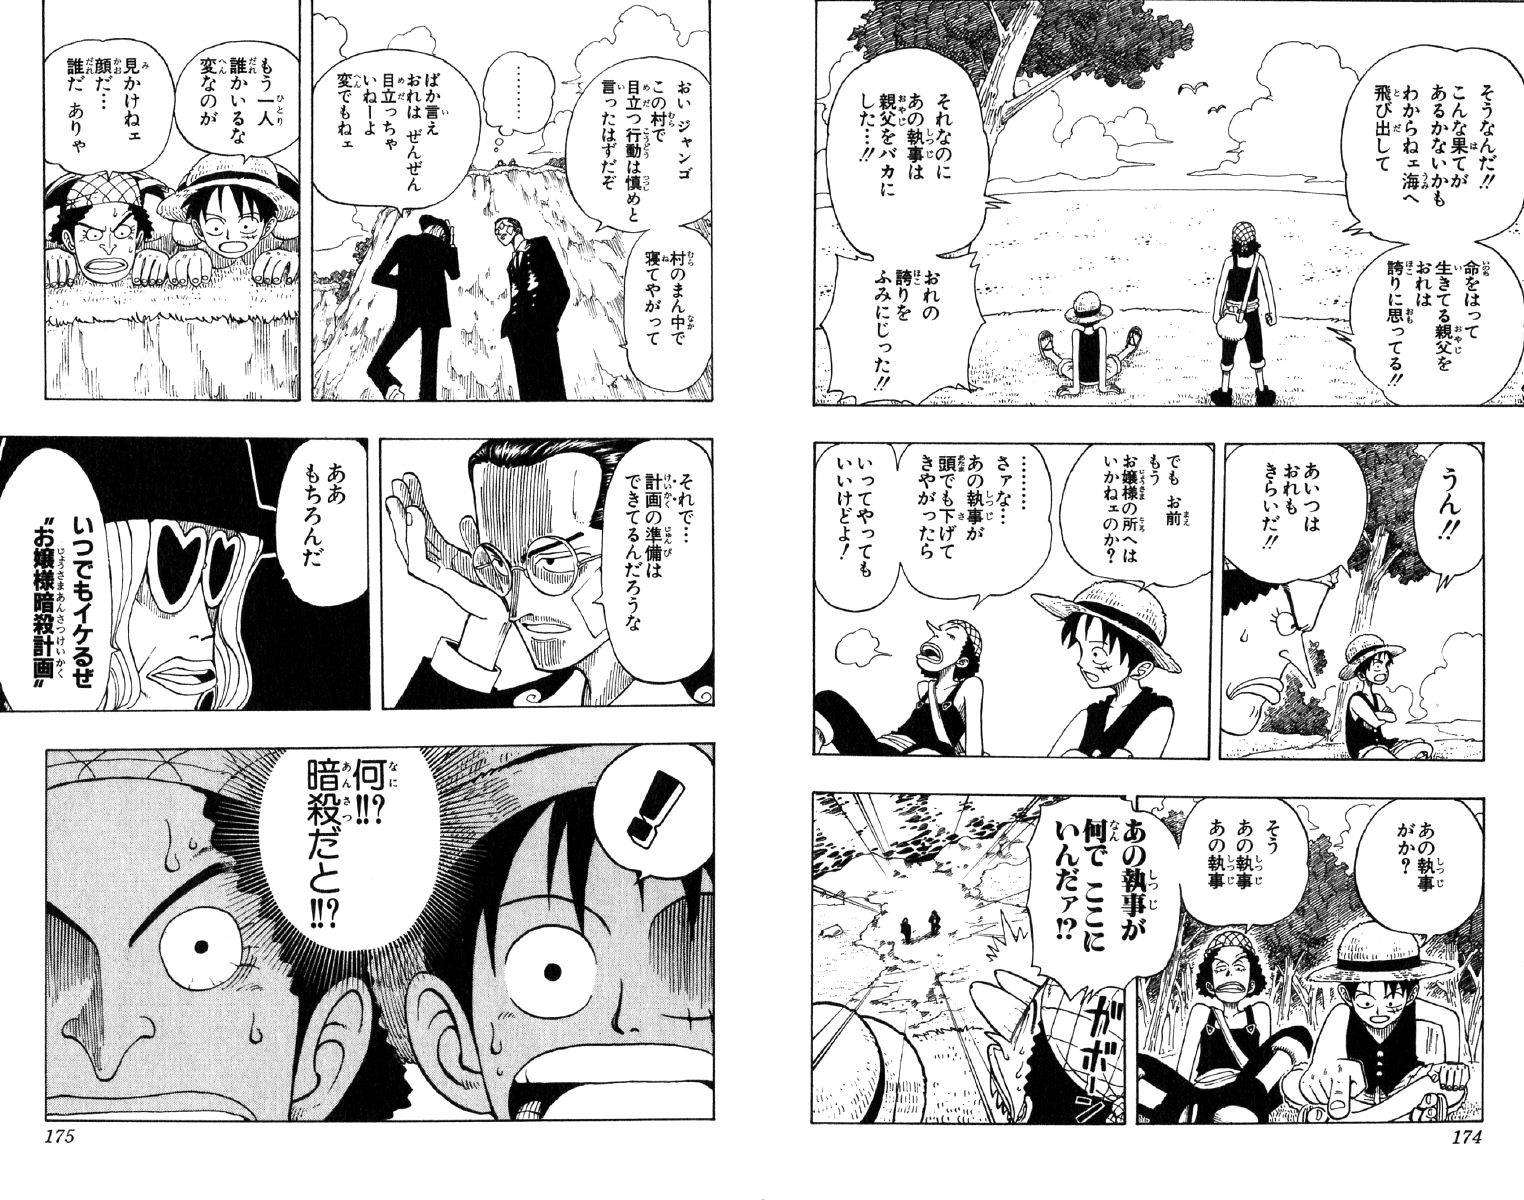 そうなんだ!!
こんな果てが
あるかないかも
わからねェ海へ
飛び出して
命をはって
生きてる親父を
おれは
誇りに思ってる!!
それなのに
あの執事は
親父をバカに
した…!!
おれの
誇りを
ふみにじった!!
うん!!
あいつは
おれも
きらいだ!!
でも お前
もう
お嬢様の所へは
いかねェのか?
………
さァな…
あの執事が
頭でも下げて
きやがったら
いってやっても
いいけどよ!
あの執事
がか?
そう
あの執事
あの執事
あの執事が
何で ここに
いんだァ!?
ガボーン
174
おい ジャンゴ
この村で
目立つ行動は慎めと
言ったはずだぞ
村のまん中で
寝てやがって
………
ばか言え
おれは ぜんぜん
目立っちゃ
いねーよ
変でもねェ
もう一人
誰かいるな
変なのが
見かけねェ
顔だ…
誰だ ありゃ
それで…
計画の準備は
できてるんだろうな
ああ
もちろんだ
いつでもイケるぜ
“お嬢様暗殺計画”
!
何!!?
暗殺だと!!?
175